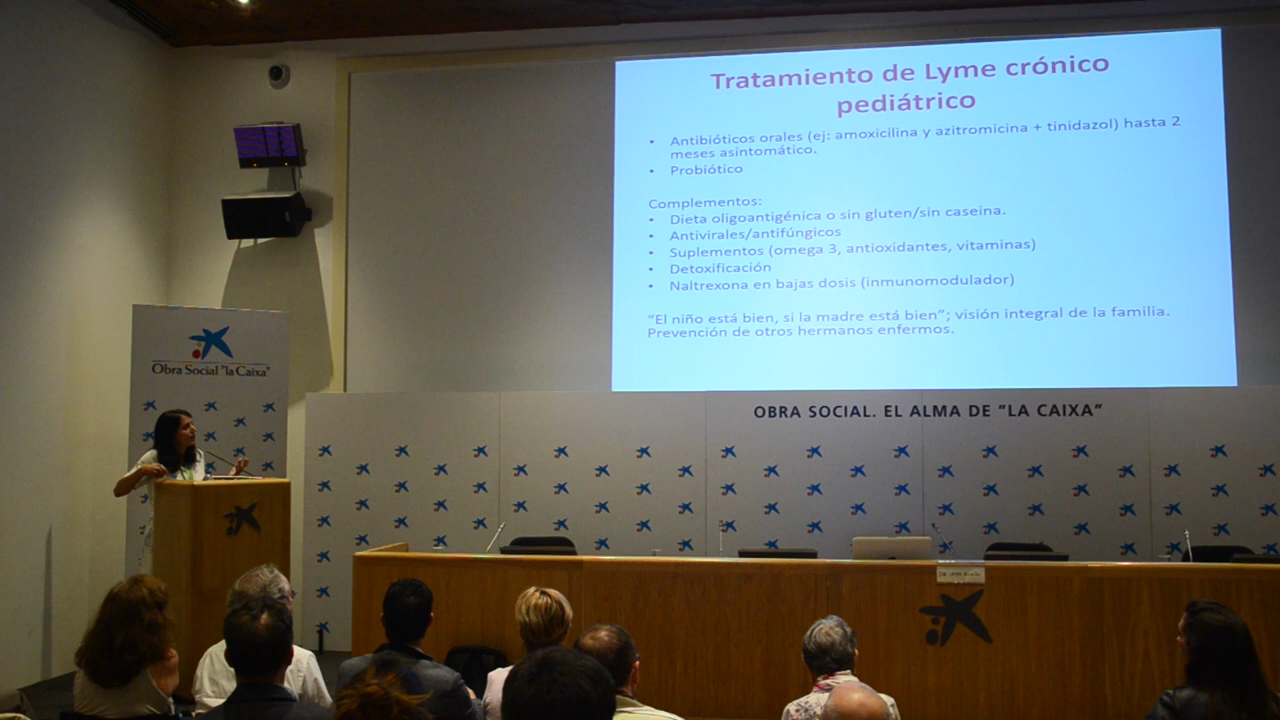 Tratamiento de Lyme crónico
pediátrico
• Antibióticos orales (ej: amoxicilina y azitromicina + tinidazol) hasta 2
meses asintomático.
• Probiótico
Complementos:
• Dieta oligoantigénica o sin gluten/sin caseina.
• Antivirales/antifúngicos
• Suplementos (omega 3, antioxidantes, vitaminas)
• Detoxificación
• Naltrexona en bajas dosis (inmunomodulador)
“El niño está bien, si la madre está bien”; visión integral de la familia.
Prevención de otros hermanos enfermos.
Obra Social "la Caixa"
OBRA SOCIAL. EL ALMA DE "LA CAIXA"